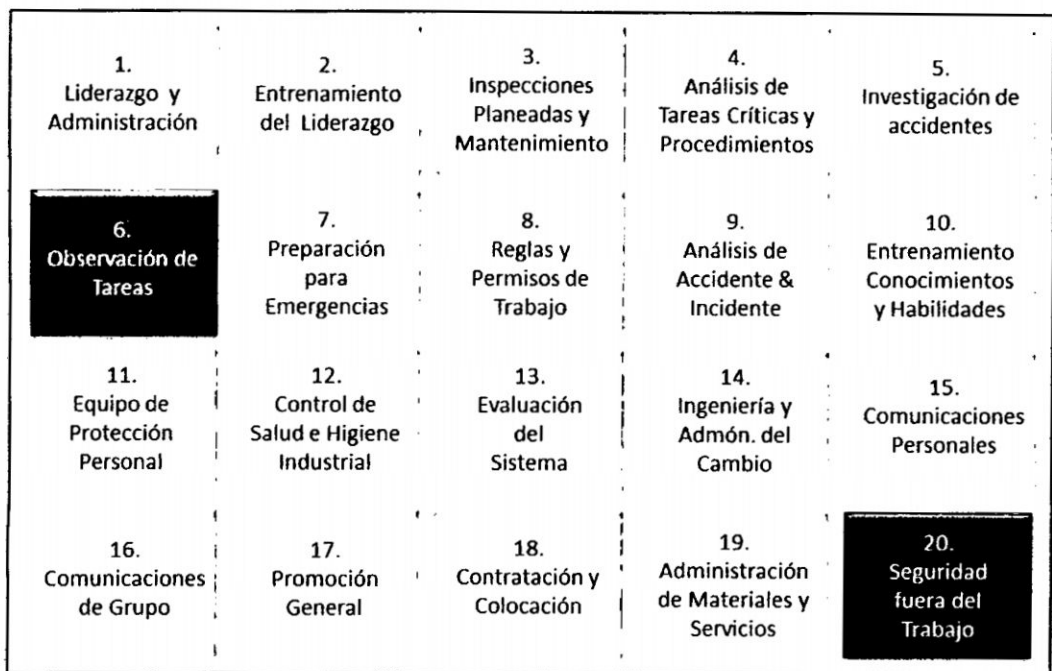 1.
Liderazgo y
Administración
2.
Entrenamiento
del Liderazgo
3.
Inspecciones
Planeadas y
Mantenimiento
4.
Análisis de
Tareas Críticas y
Procedimientos
5.
Investigación de
accidentes
6.
Observación de
Tareas
7.
Preparación
para
Emergencias
8.
Reglas y
Permisos de
Trabajo
9.
Análisis de
Accidente &
Incidente
10.
Entrenamiento
Conocimientos
y Habilidades
11.
Equipo de
Protección
Personal
12.
Control de
Salud e Higiene
Industrial
13.
Evaluación
del
Sistema
14.
Ingeniería y
Admón. del
Cambio
15.
Comunicaciones
Personales
16.
Comunicaciones
de Grupo
17.
Promoción
General
18.
Contratación y
Colocación
19.
Administración
de Materiales y
Servicios
20.
Seguridad
fuera del
Trabajo